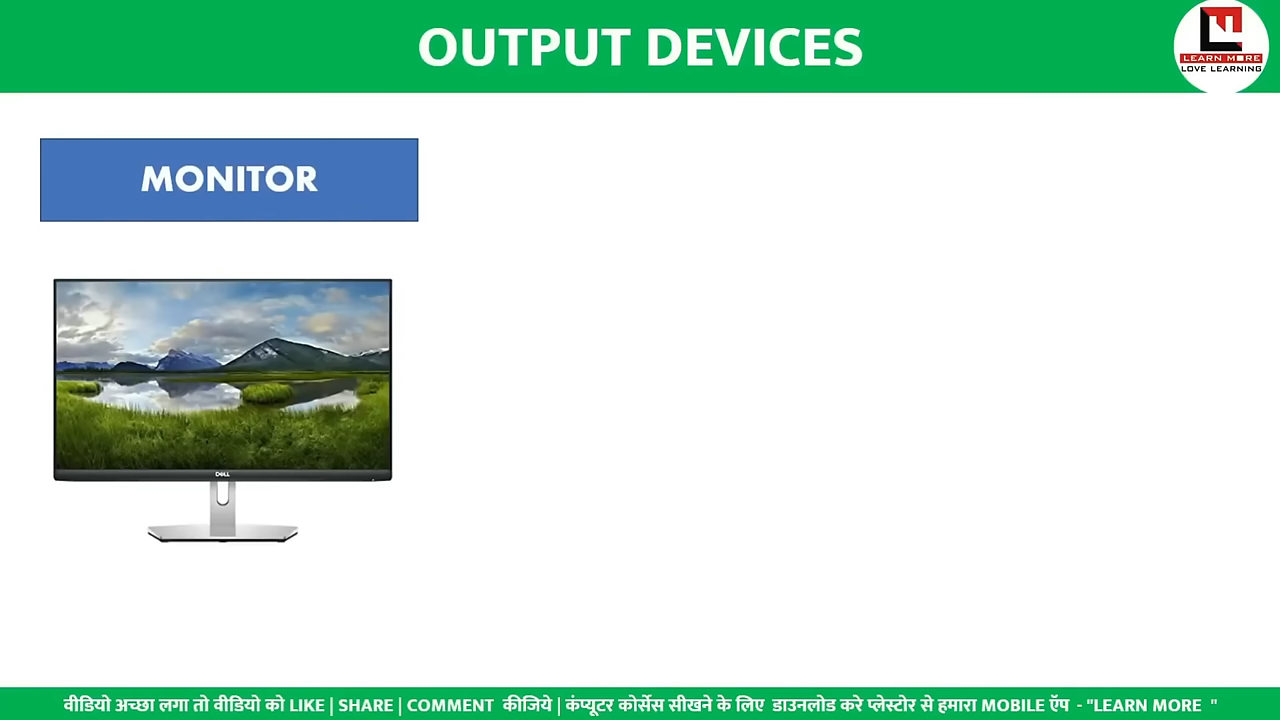 OUTPUT DEVICES
LEARN MORE
LOVE LEARNING
MONITOR
DELL
वीडियो अच्छा लगा तो वीडियो को LIKE | SHARE | COMMENT कीजिये | कंप्यूटर कोर्सेस सीखने के लिए डाउनलोड करे प्लेस्टोर से हमारा MOBILE ऍप - "LEARN MORE "